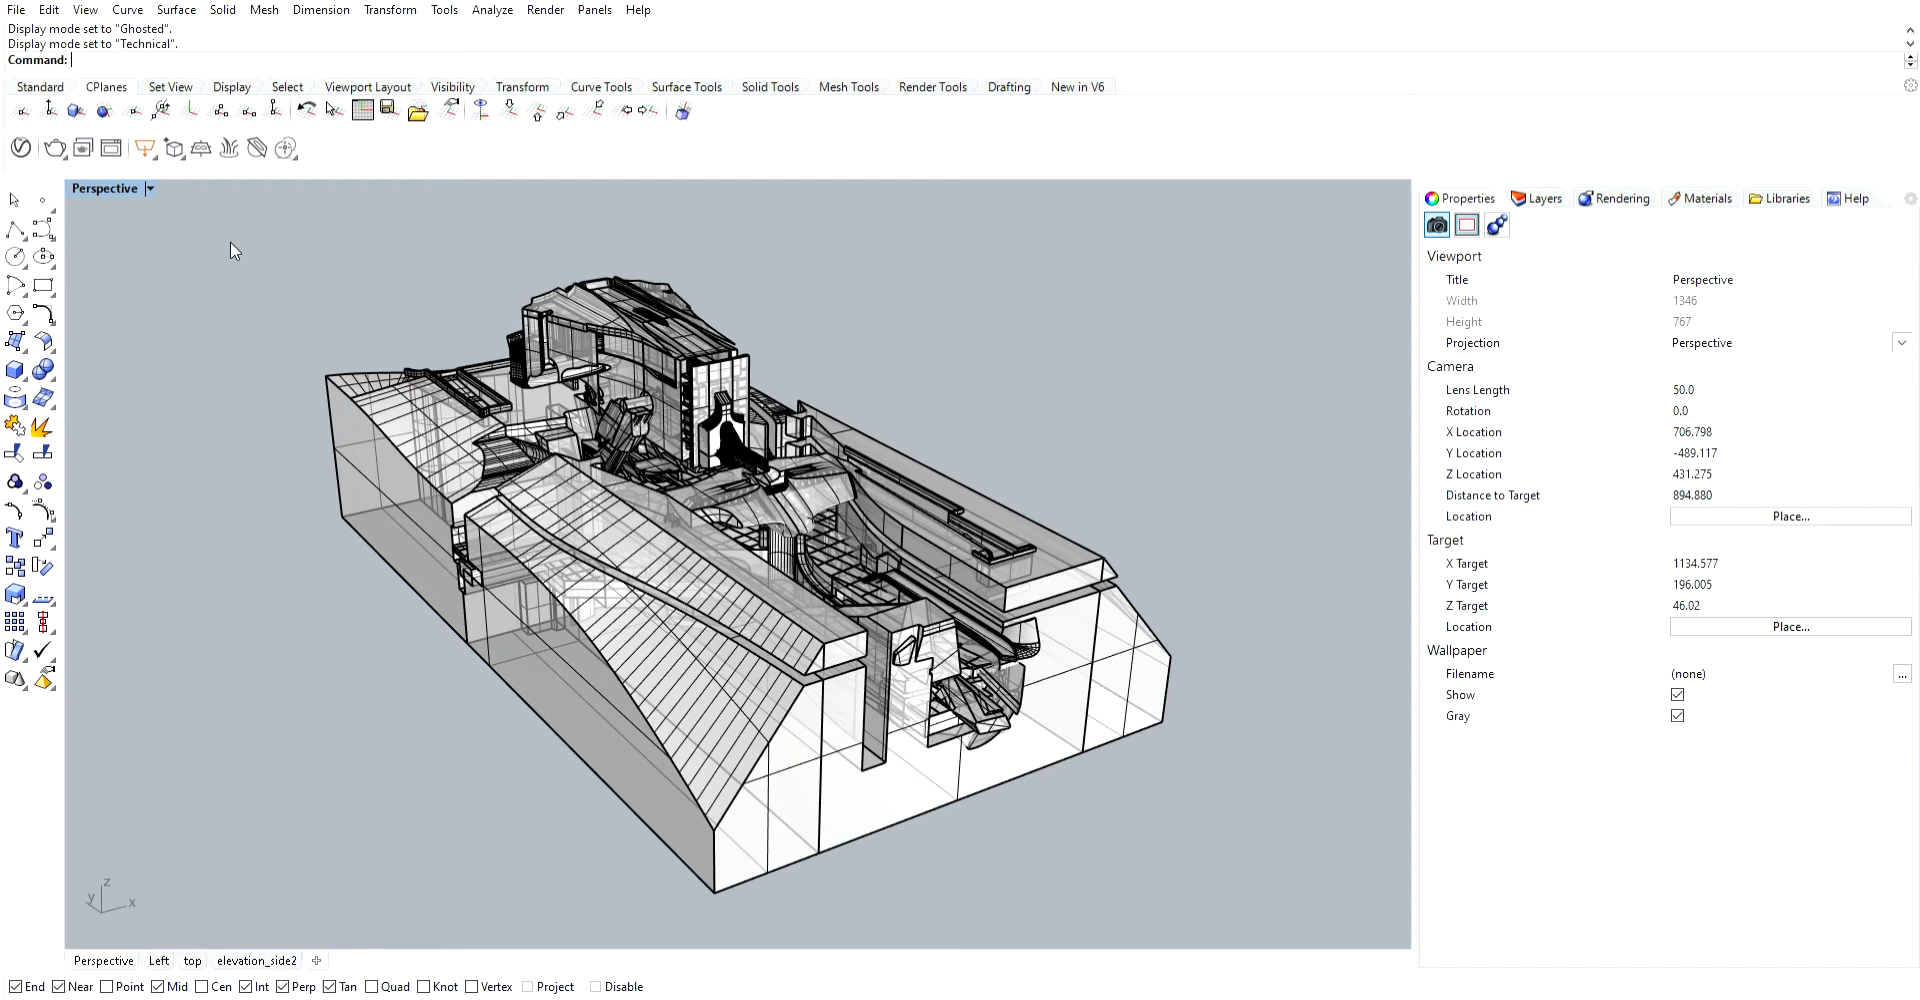 File Edit View Curve Surface Solid Mesh Dimension Transform Tools Analyze Render Panels Help
Display mode set to "Ghosted".
Display mode set to "Technical".
Command:
Standard CPlanes Set View Display Select Viewport Layout Visibility Transform Curve Tools Surface Tools Solid Tools Mesh Tools Render Tools Drafting New in V6
Perspective
Properties Layers Rendering Materials Libraries Help
Viewport
Title Perspective
Width 1346
Height 767
Projection Perspective
Camera
Lens Length 50.0
Rotation 0.0
X Location 706.798
Y Location -489.117
Z Location 431.275
Distance to Target 894.880
Location Place...
Target
X Target 1134.577
Y Target 196.005
Z Target 46.02
Location Place...
Wallpaper
Filename (none) ...
Show
Gray
z
y x
Perspective Left top elevation_side2
End Near Point Mid Cen Int Perp Tan Quad Knot Vertex Project Disable